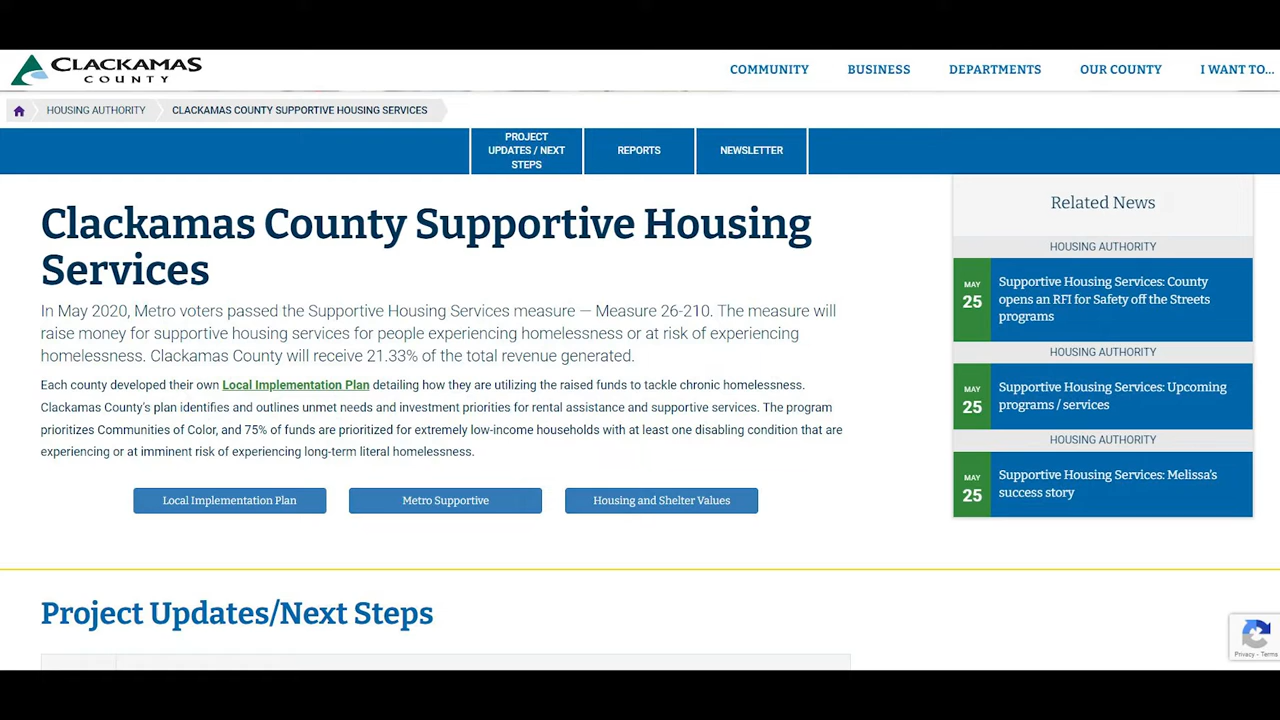 CLACKAMAS
COUNTY
COMMUNITY
BUSINESS
DEPARTMENTS
OUR COUNTY
I WANT TO...
HOUSING AUTHORITY
CLACKAMAS COUNTY SUPPORTIVE HOUSING SERVICES
PROJECT
UPDATES / NEXT
STEPS
REPORTS
NEWSLETTER
Clackamas County Supportive Housing
Services
In May 2020, Metro voters passed the Supportive Housing Services measure — Measure 26-210. The measure will
raise money for supportive housing services for people experiencing homelessness or at risk of experiencing
homelessness. Clackamas County will receive 21.33% of the total revenue generated.
Each county developed their own Local Implementation Plan detailing how they are utilizing the raised funds to tackle chronic homelessness.
Clackamas County's plan identifies and outlines unmet needs and investment priorities for rental assistance and supportive services. The program
prioritizes Communities of Color, and 75% of funds are prioritized for extremely low-income households with at least one disabling condition that are
experiencing or at imminent risk of experiencing long-term literal homelessness.
Local Implementation Plan
Metro Supportive
Housing and Shelter Values
Related News
HOUSING AUTHORITY
MAY
25
Supportive Housing Services: County
opens an RFI for Safety off the Streets
programs
HOUSING AUTHORITY
MAY
25
Supportive Housing Services: Upcoming
programs / services
HOUSING AUTHORITY
MAY
25
Supportive Housing Services: Melissa's
success story
Project Updates/Next Steps
Privacy - Terms